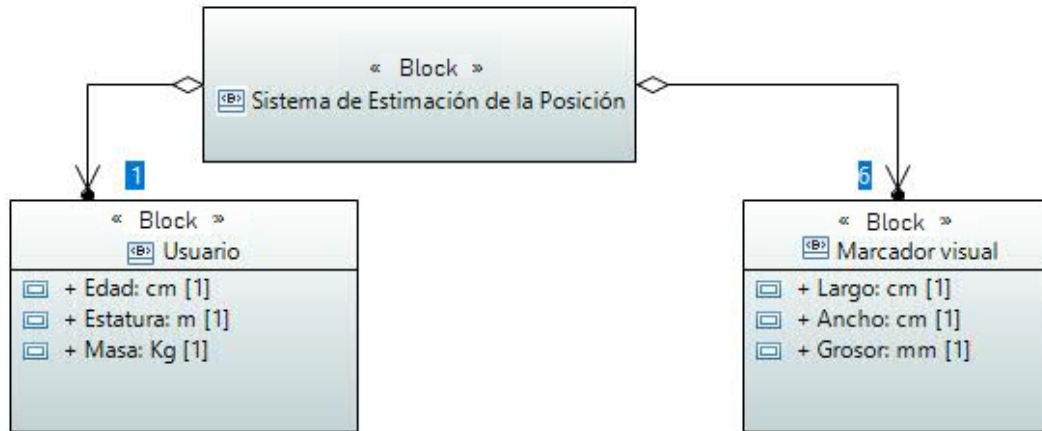 « Block »
Sistema de Estimación de la Posición
1
6
« Block »
Usuario
+ Edad: cm [1]
+ Estatura: m [1]
+ Masa: Kg [1]
« Block »
Marcador visual
+ Largo: cm [1]
+ Ancho: cm [1]
+ Grosor: mm [1]